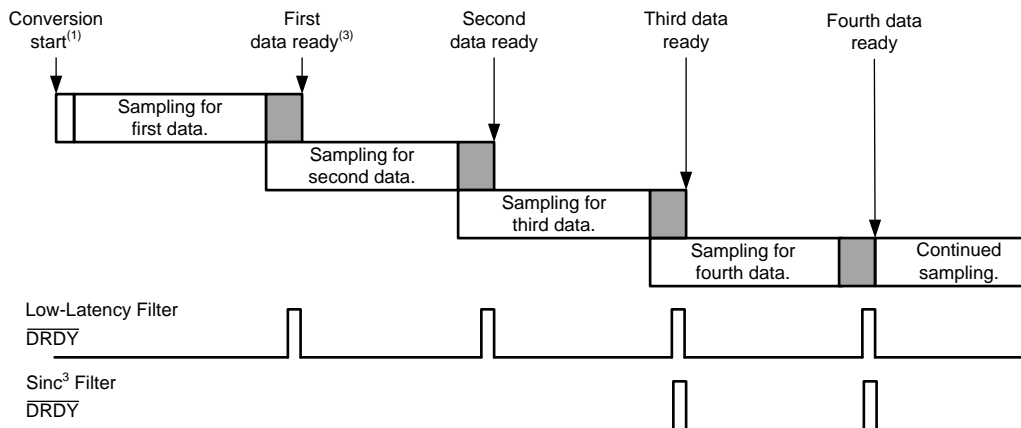 Conversion
start(1)
First
data ready(3)
Second
data ready
Third data
ready
Fourth data
ready
Sampling for
first data.
Sampling for
second data.
Sampling for
third data.
Sampling for
fourth data.
Continued
sampling.
Low-Latency Filter
DRDY
Sinc3 Filter
DRDY